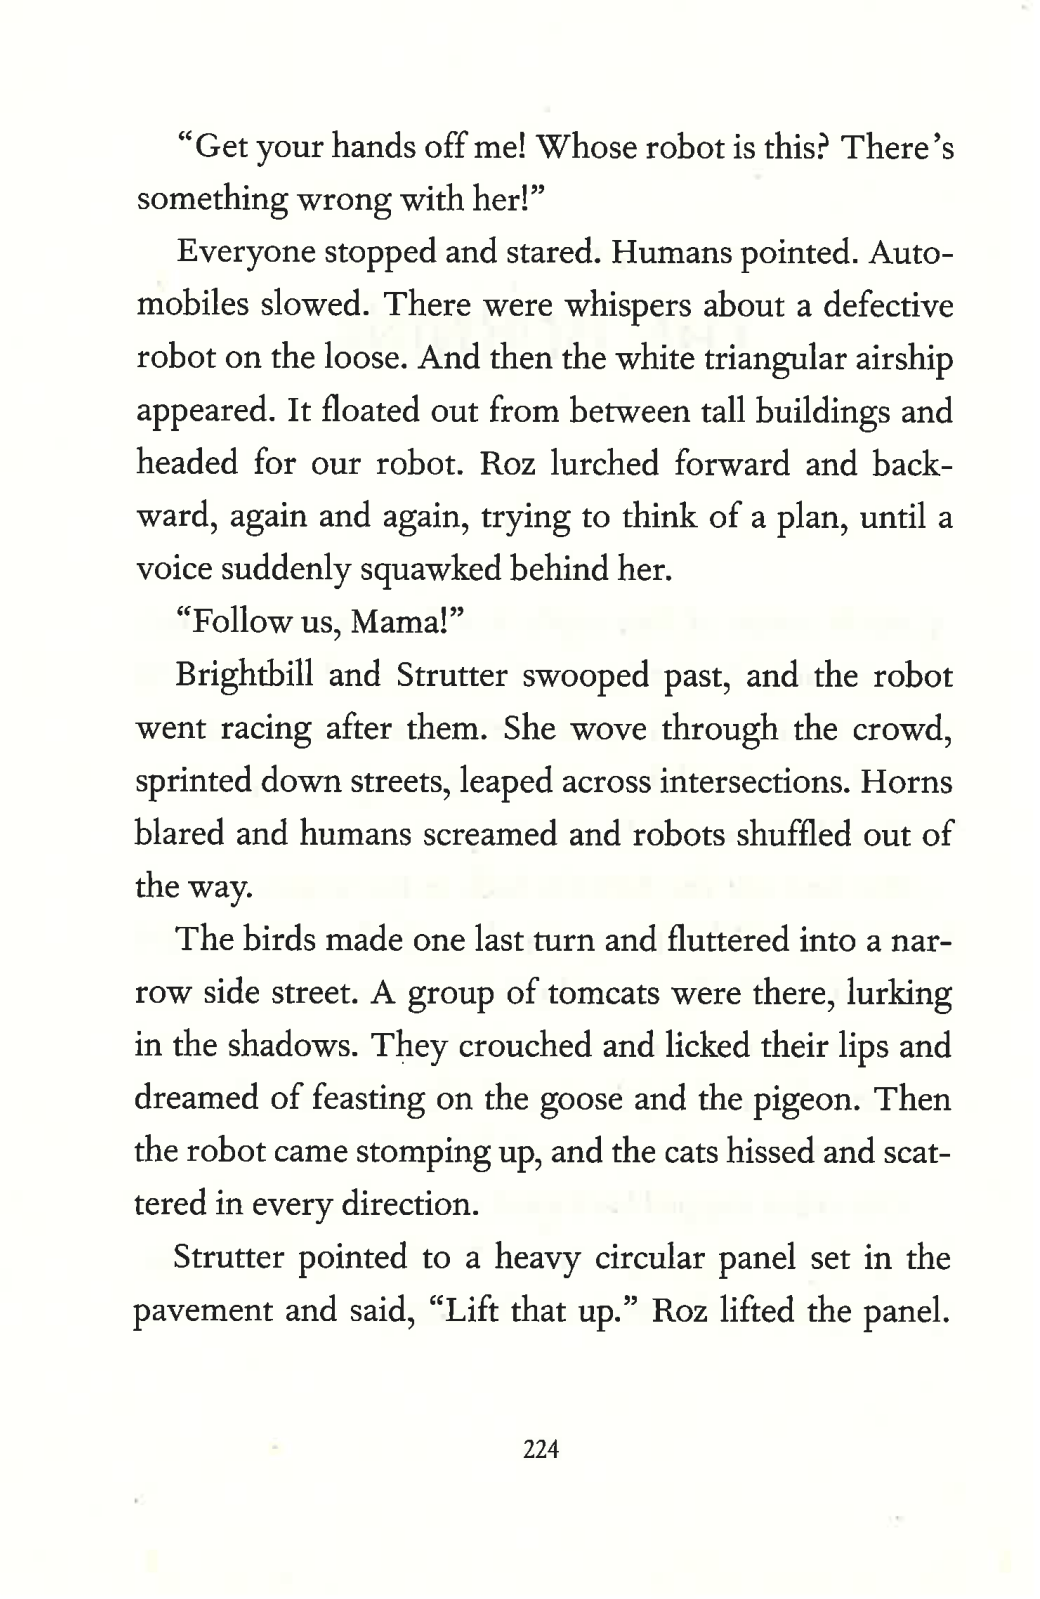 “Get your hands off me! Whose robot is this? There’s
something wrong with her!”
Everyone stopped and stared. Humans pointed. Auto-
mobiles slowed. There were whispers about a defective
robot on the loose. And then the white triangular airship
appeared. It floated out from between tall buildings and
headed for our robot. Roz lurched forward and back-
ward, again and again, trying to think of a plan, until a
voice suddenly squawked behind her.
“Follow us, Mama!”
Brightbill and Strutter swooped past, and the robot
went racing after them. She wove through the crowd,
sprinted down streets, leaped across intersections. Horns
blared and humans screamed and robots shuffled out of
the way.
The birds made one last turn and fluttered into a nar-
row side street. A group of tomcats were there, lurking
in the shadows. They crouched and licked their lips and
dreamed of feasting on the goose and the pigeon. Then
the robot came stomping up, and the cats hissed and scat-
tered in every direction.
Strutter pointed to a heavy circular panel set in the
pavement and said, “Lift that up.” Roz lifted the panel.
224